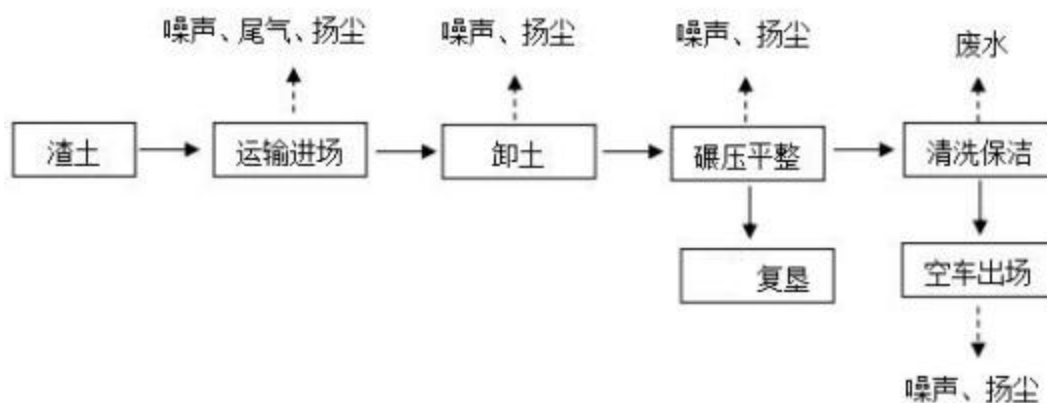 噪声、尾气、扬尘
噪声、扬尘
噪声、扬尘
废水
渣土
运输进场
卸土
碾压平整
清洗保洁
复垦
空车出场
噪声、扬尘